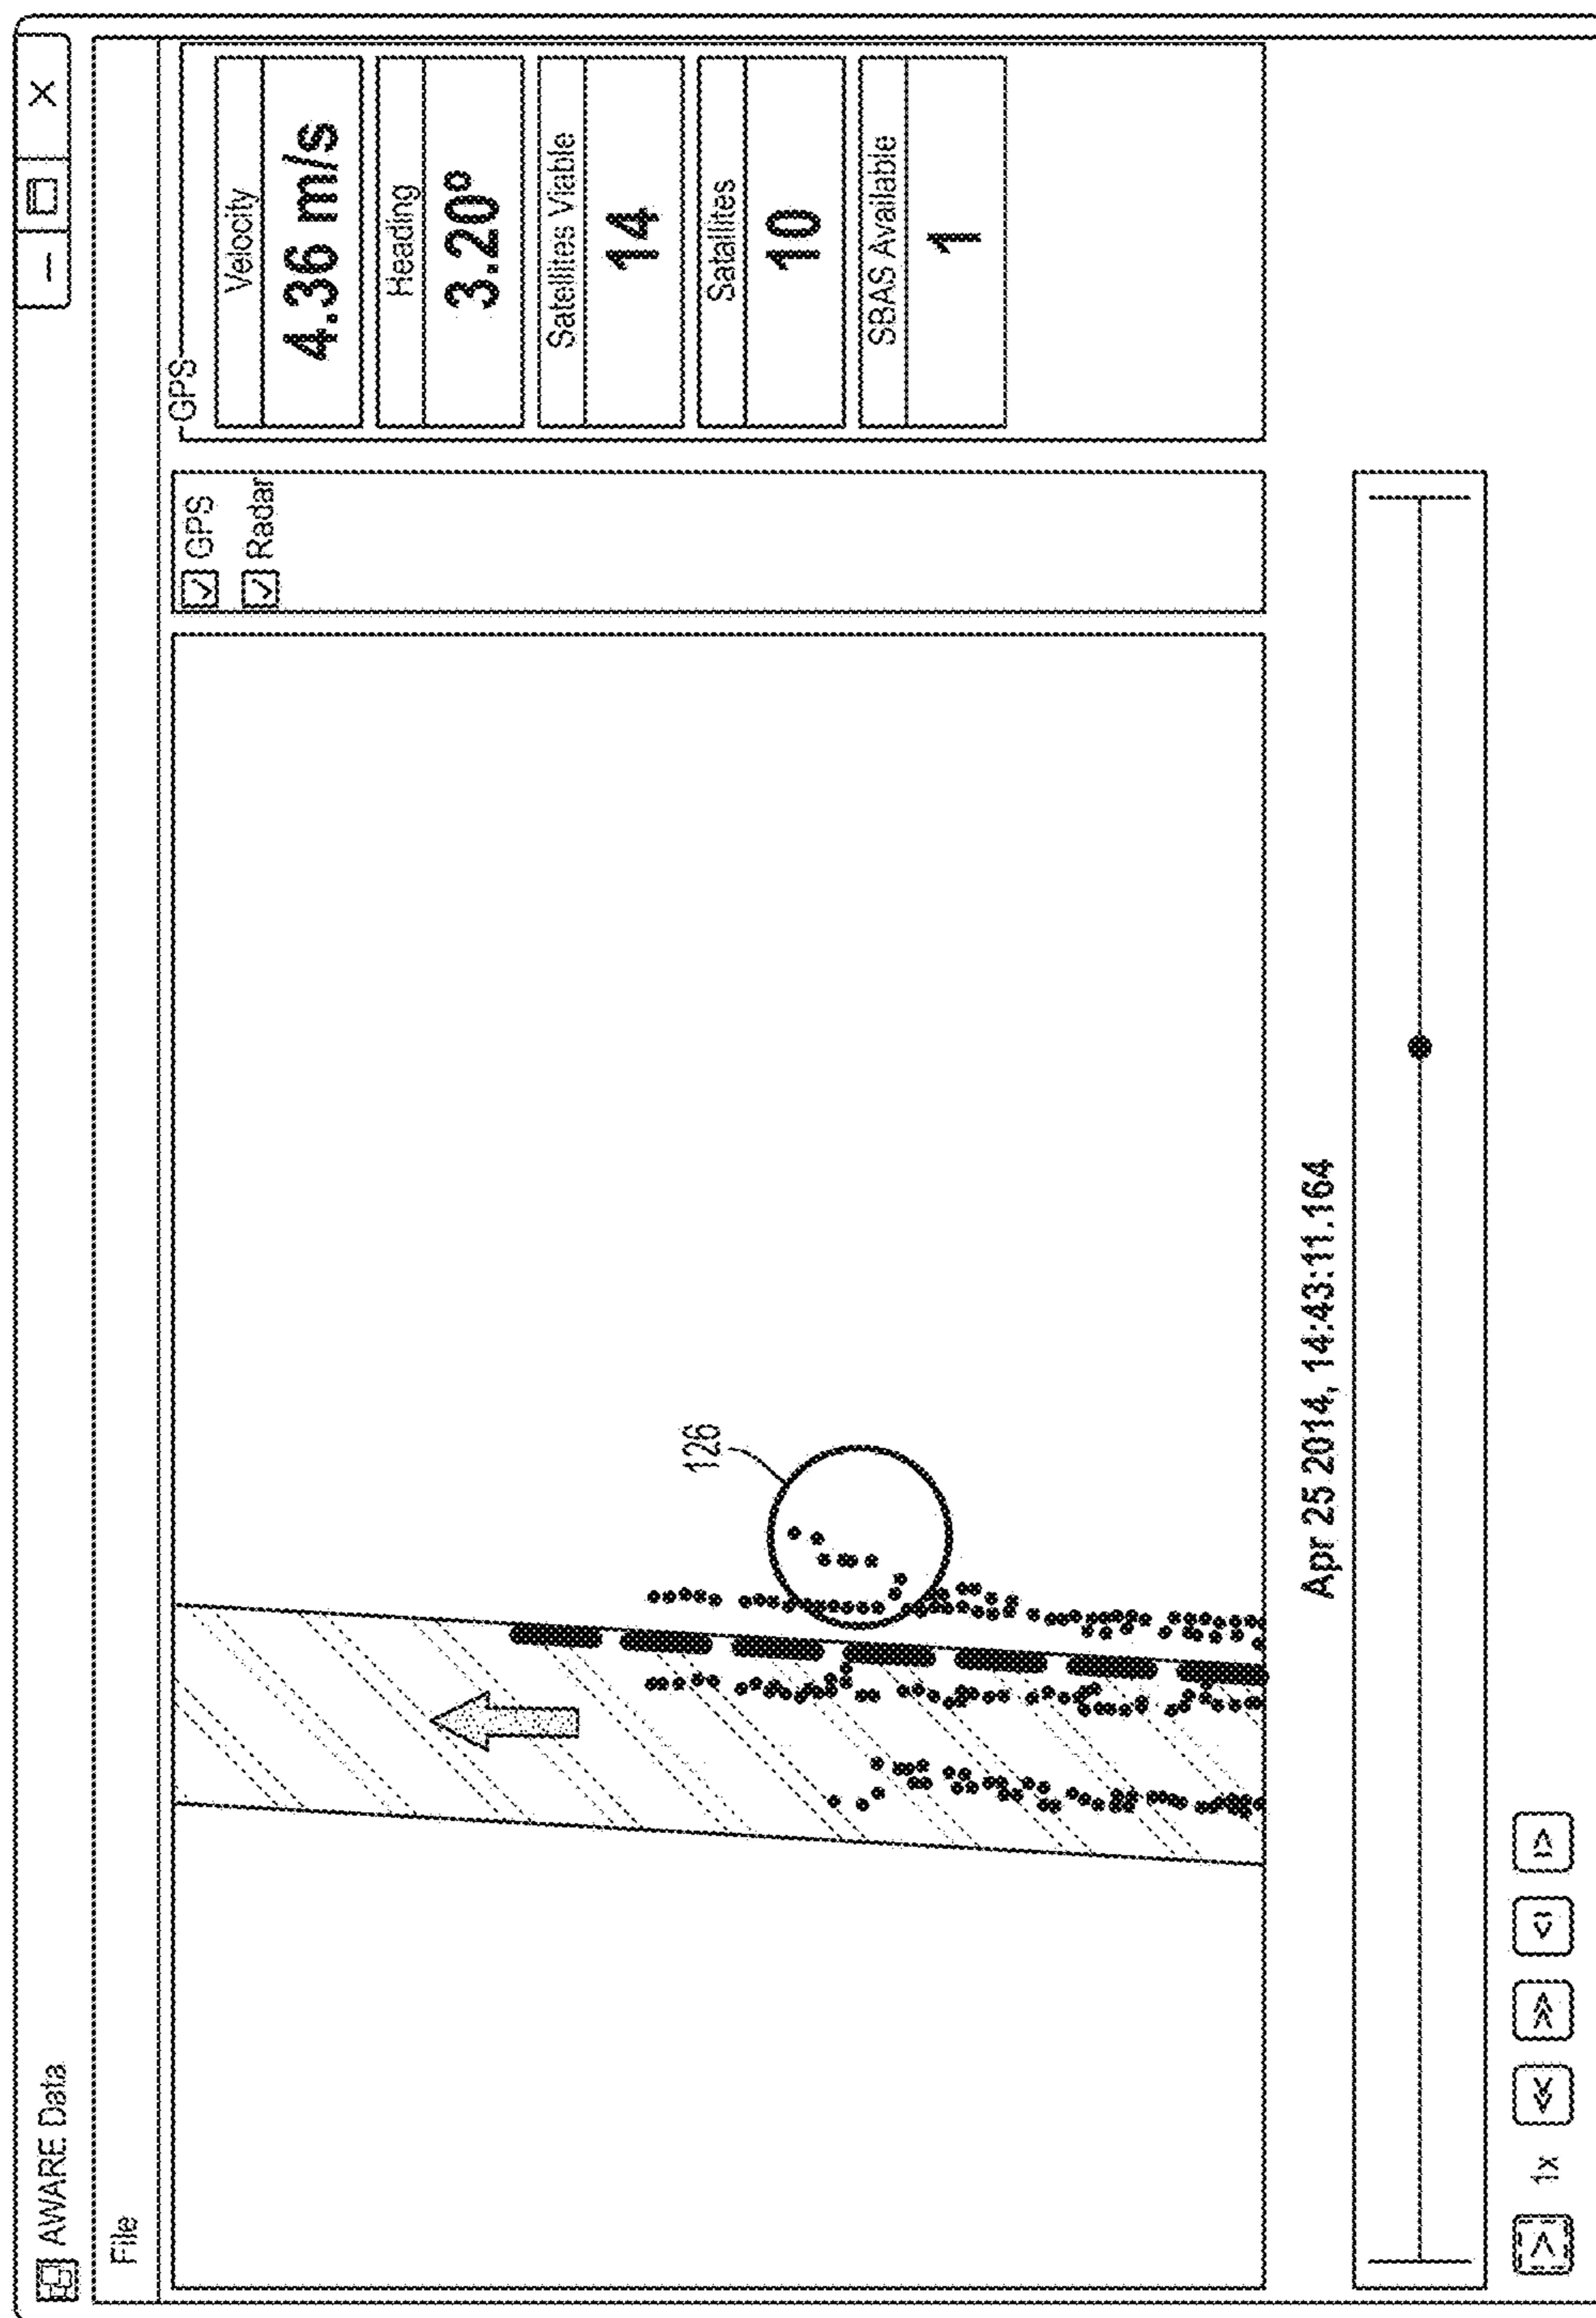 AWARE Data
File
GPS
Radar
GPS
Velocity
4.36 m/s
Heading
3.20°
Satellites Viable
14
Satallites
10
SBAS Available
1
126
Apr 25 2014, 14:43:11.164
1x